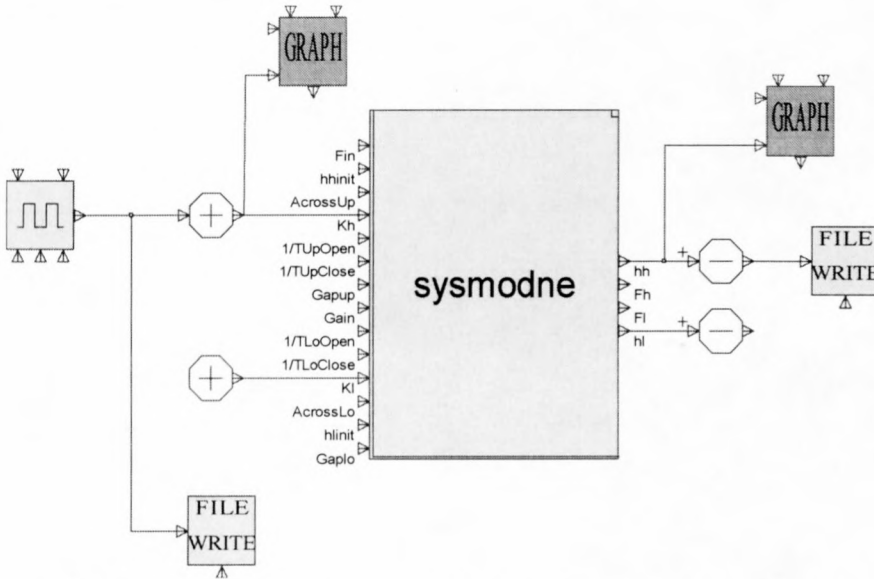 GRAPH
GRAPH
Fin
hhinit
AcrossUp
Kh
1/TUpOpen
1/TUpClose
Gapup
Gain
1/TLoOpen
1/TLoClose
Kl
AcrossLo
hlinit
Gaplo
sysmodne
hh
Fh
Fl
hl
+
+
+
−
+
−
FILE
WRITE
FILE
WRITE